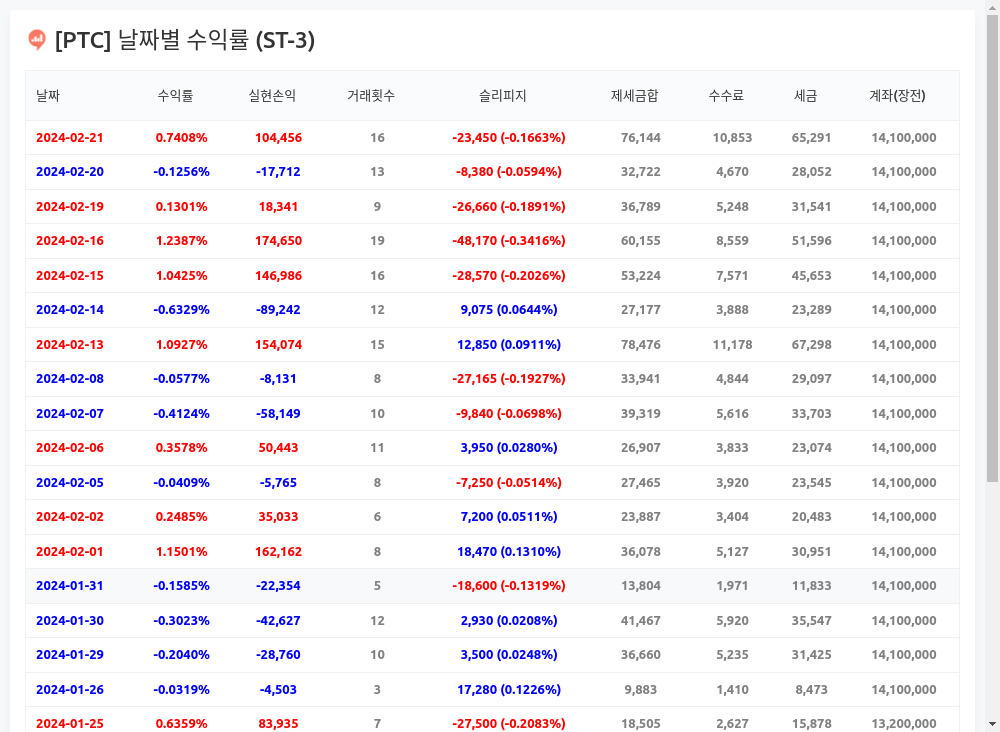 [PTC] 날짜별 수익률 (ST-3)
날짜 수익률 실현손익 거래횟수 슬리피지 제세금합 수수료 세금 계좌(장전)
2024-02-21 0.7408% 104,456 16 -23,450 (-0.1663%) 76,144 10,853 65,291 14,100,000
2024-02-20 -0.1256% -17,712 13 -8,380 (-0.0594%) 32,722 4,670 28,052 14,100,000
2024-02-19 0.1301% 18,341 9 -26,660 (-0.1891%) 36,789 5,248 31,541 14,100,000
2024-02-16 1.2387% 174,650 19 -48,170 (-0.3416%) 60,155 8,559 51,596 14,100,000
2024-02-15 1.0425% 146,986 16 -28,570 (-0.2026%) 53,224 7,571 45,653 14,100,000
2024-02-14 -0.6329% -89,242 12 9,075 (0.0644%) 27,177 3,888 23,289 14,100,000
2024-02-13 1.0927% 154,074 15 12,850 (0.0911%) 78,476 11,178 67,298 14,100,000
2024-02-08 -0.0577% -8,131 8 -27,165 (-0.1927%) 33,941 4,844 29,097 14,100,000
2024-02-07 -0.4124% -58,149 10 -9,840 (-0.0698%) 39,319 5,616 33,703 14,100,000
2024-02-06 0.3578% 50,443 11 3,950 (0.0280%) 26,907 3,833 23,074 14,100,000
2024-02-05 -0.0409% -5,765 8 -7,250 (-0.0514%) 27,465 3,920 23,545 14,100,000
2024-02-02 0.2485% 35,033 6 7,200 (0.0511%) 23,887 3,404 20,483 14,100,000
2024-02-01 1.1501% 162,162 8 18,470 (0.1310%) 36,078 5,127 30,951 14,100,000
2024-01-31 -0.1585% -22,354 5 -18,600 (-0.1319%) 13,804 1,971 11,833 14,100,000
2024-01-30 -0.3023% -42,627 12 2,930 (0.0208%) 41,467 5,920 35,547 14,100,000
2024-01-29 -0.2040% -28,760 10 3,500 (0.0248%) 36,660 5,235 31,425 14,100,000
2024-01-26 -0.0319% -4,503 3 17,280 (0.1226%) 9,883 1,410 8,473 14,100,000
2024-01-25 0.6359% 83,935 7 -27,500 (-0.2083%) 18,505 2,627 15,878 13,200,000